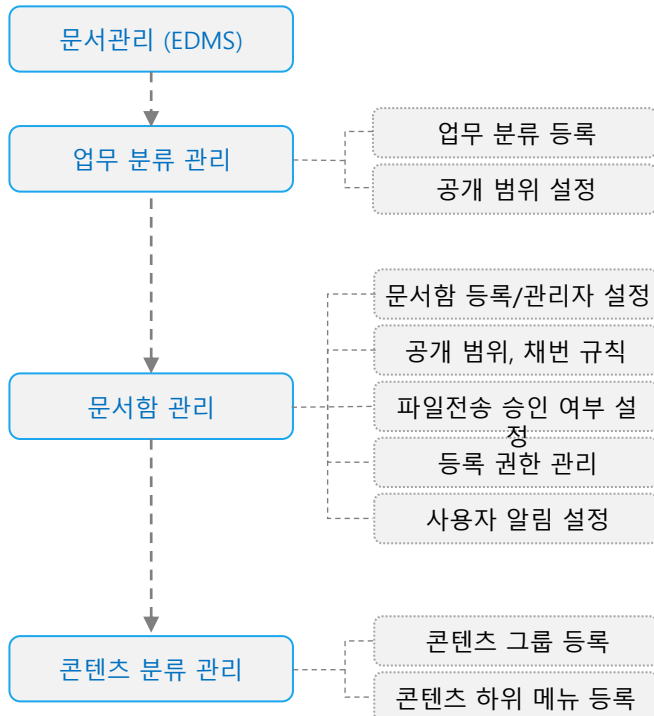 문서관리 (EDMS)
업무 분류 관리
업무 분류 등록
공개 범위 설정
문서함 관리
문서함 등록/관리자 설정
공개 범위, 채번 규칙
파일전송 승인 여부 설
정
등록 권한 관리
사용자 알림 설정
콘텐츠 분류 관리
콘텐츠 그룹 등록
콘텐츠 하위 메뉴 등록